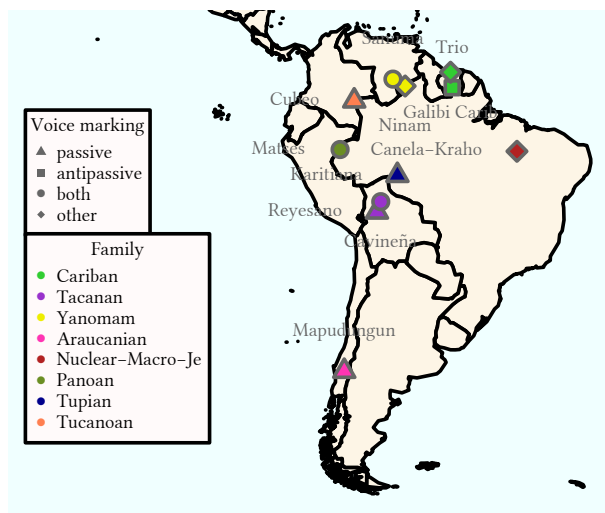 Sanuma
Trio
Cubeo
Galibi Carib
Ninam
Matses
Canela-Kraho
Karitiana
Reyesano
Cavineña
Mapudungun
Voice marking
passive
antipassive
both
other
Family
Cariban
Tacanan
Yanomam
Araucanian
Nuclear-Macro-Je
Panoan
Tupian
Tucanoan